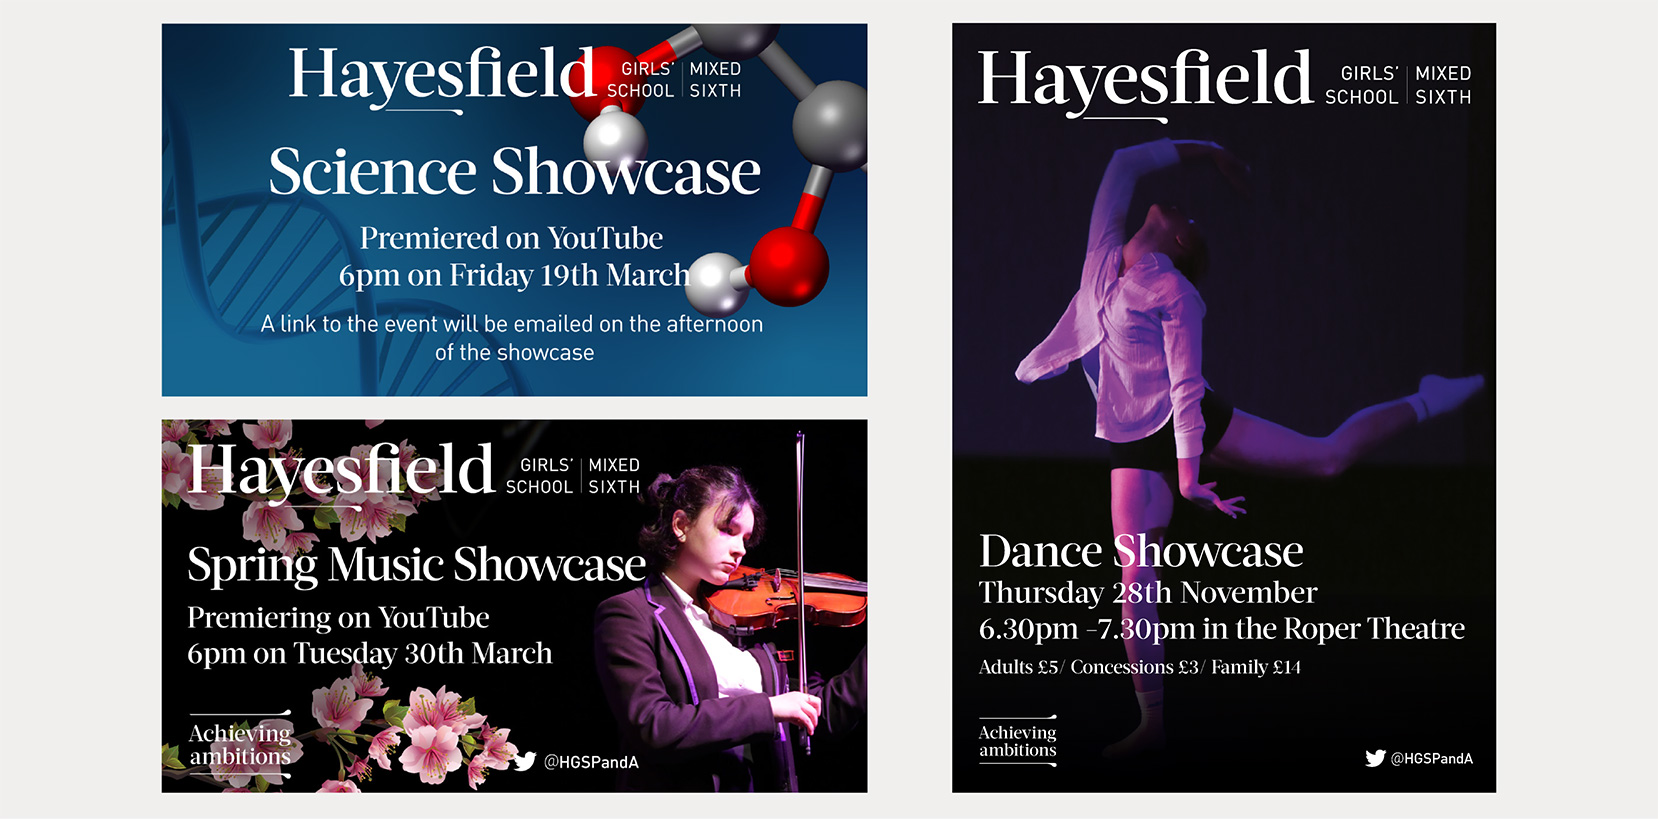 Hayesfield GIRLS' SCHOOL MIXED SIXTH
Science Showcase
Premiered on YouTube
6pm on Friday 19th March
A link to the event will be emailed on the afternoon
of the showcase
Hayesfield GIRLS' SCHOOL MIXED SIXTH
Spring Music Showcase
Premiering on YouTube
6pm on Tuesday 30th March
Achieving
ambitions
@HGSPandA
Hayesfield GIRLS' SCHOOL MIXED SIXTH
Dance Showcase
Thursday 28th November
6.30pm –7.30pm in the Roper Theatre
Adults £5/ Concessions £3/ Family £14
Achieving
ambitions
@HGSPandA